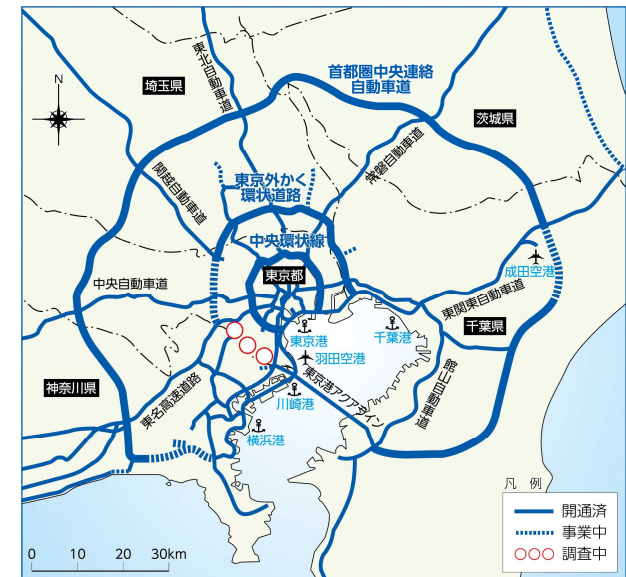 N
埼玉県
東北自動車道
首都圏中央連絡
自動車道
茨城県
常磐自動車道
関越自動車道
東京外かく
環状道路
中央環状線
東京都
中央自動車道
成田空港
東関東自動車道
千葉県
千葉港
東京港
羽田空港
館山自動車道
東京港アクアライン
神奈川県
東名高速道路
川崎港
横浜港
凡 例
開通済
事業中
調査中
0 10 20 30km